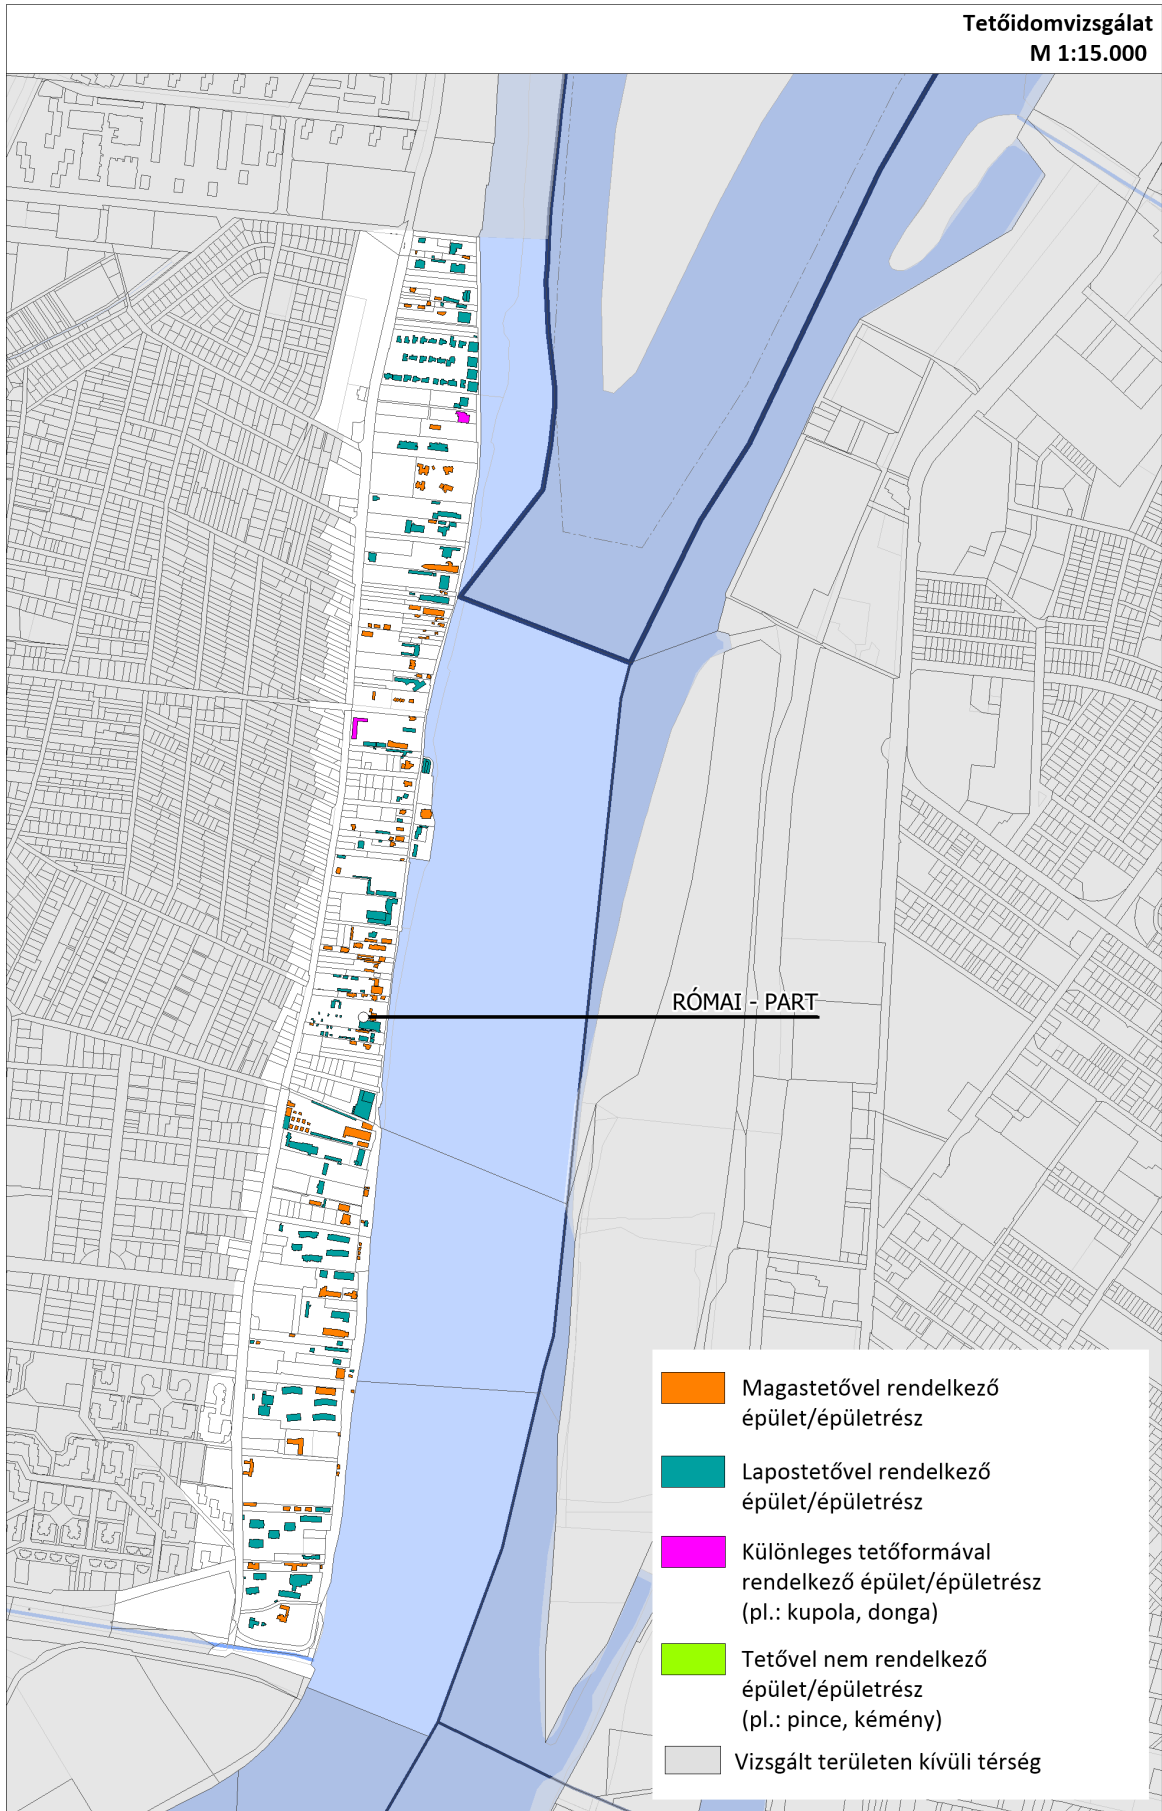 Tetőidomvizsgálat
M 1:15.000
RÓMAI - PART
Magastetővel rendelkező
épület/épületrész
Lapostetővel rendelkező
épület/épületrész
Különleges tetőformával
rendelkező épület/épületrész
(pl.: kupola, donga)
Tetővel nem rendelkező
épület/épületrész
(pl.: pince, kémény)
Vizsgált területen kívüli térség